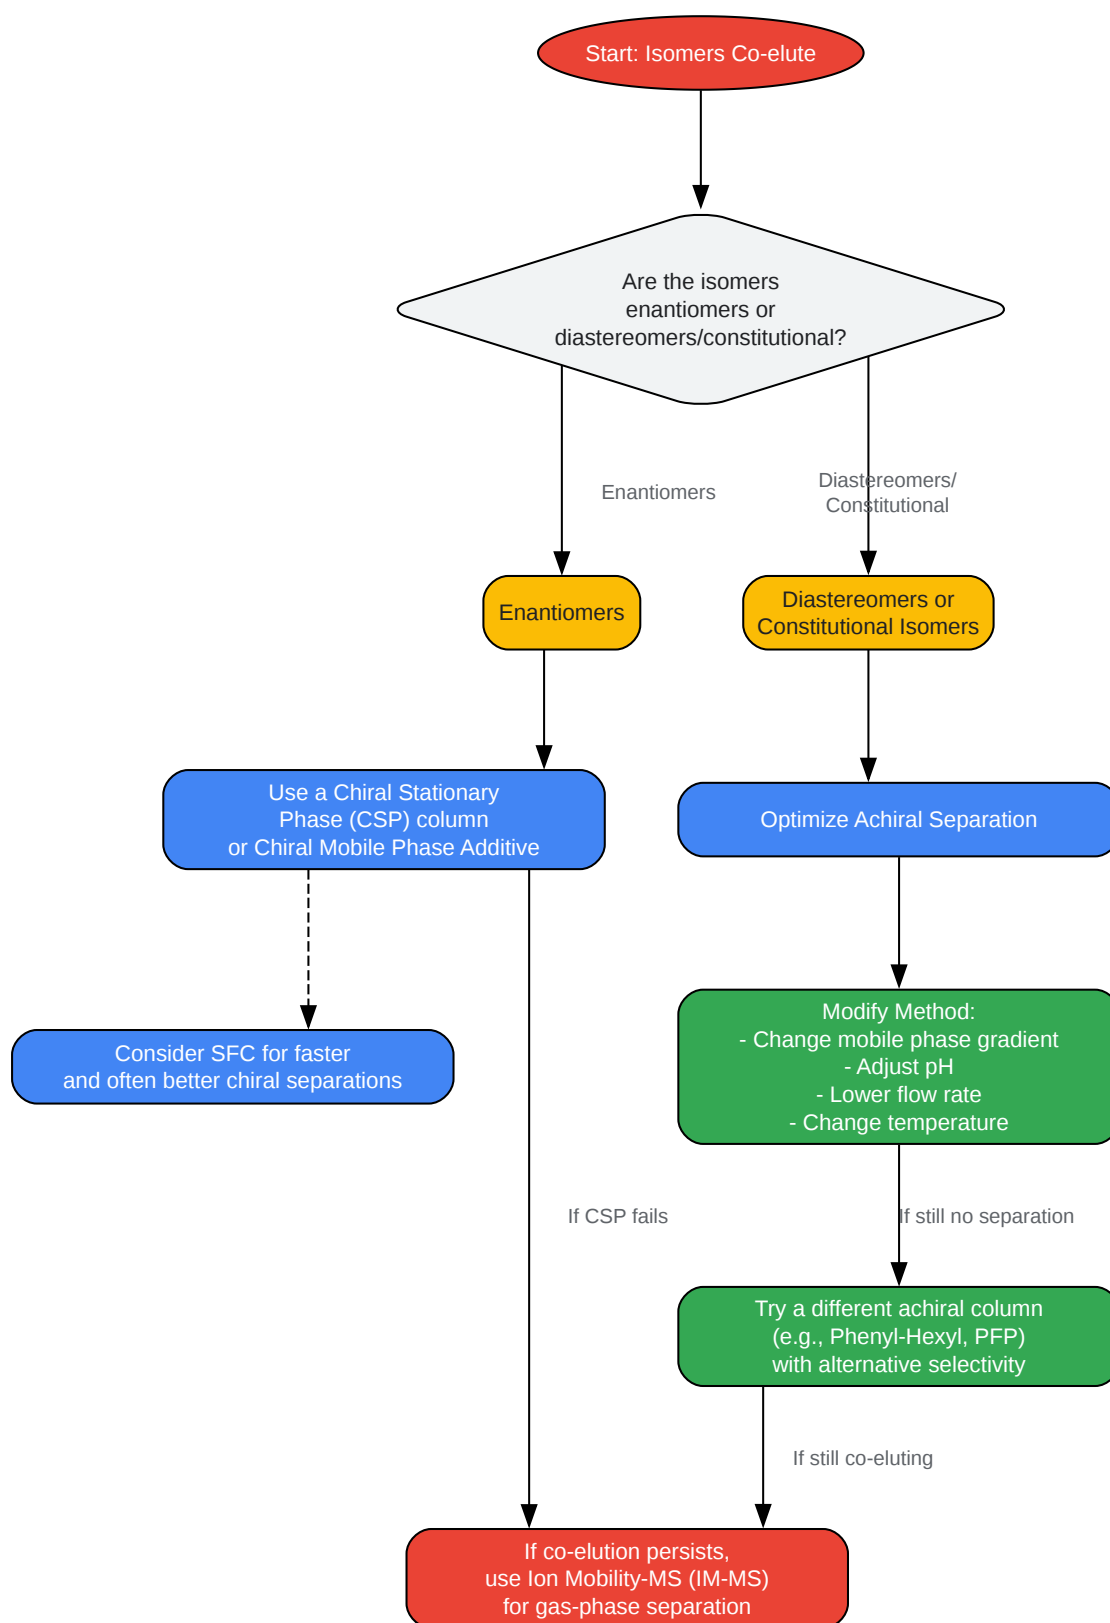 Start: Isomers Co-elute
Are the isomers
enantiomers or
diastereomers/constitutional?
Enantiomers
Diastereomers/
Constitutional
Enantiomers
Diastereomers or
Constitutional Isomers
Use a Chiral Stationary
Phase (CSP) column
or Chiral Mobile Phase Additive
Optimize Achiral Separation
Consider SFC for faster
and often better chiral separations
Modify Method:
- Change mobile phase gradient
- Adjust pH
- Lower flow rate
- Change temperature
If CSP fails
If still no separation
Try a different achiral column
(e.g., Phenyl-Hexyl, PFP)
with alternative selectivity
If still co-eluting
If co-elution persists,
use Ion Mobility-MS (IM-MS)
for gas-phase separation